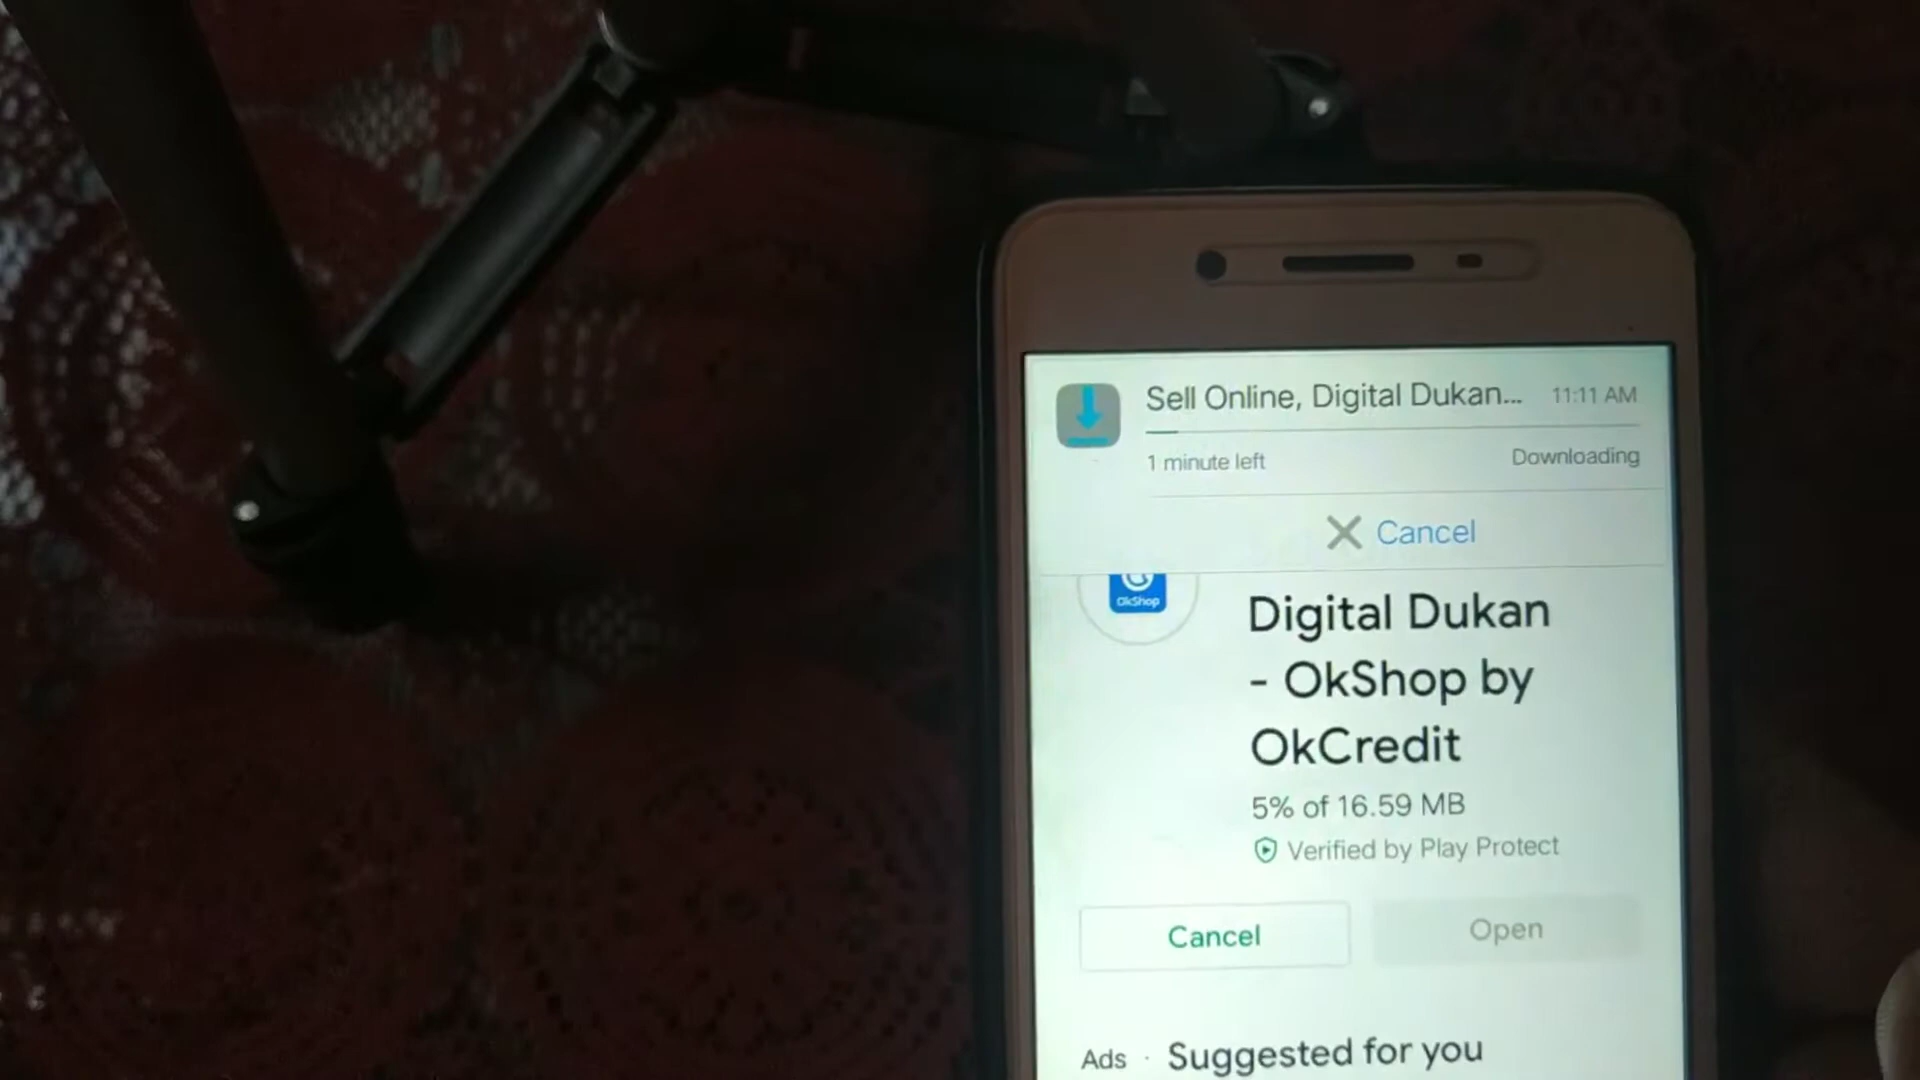 Sell Online, Digital Dukan... 11:11 AM
1 minute left Downloading
Cancel
OkShop
Digital Dukan
- OkShop by
OkCredit
5% of 16.59 MB
Verified by Play Protect
Cancel Open
Ads · Suggested for you